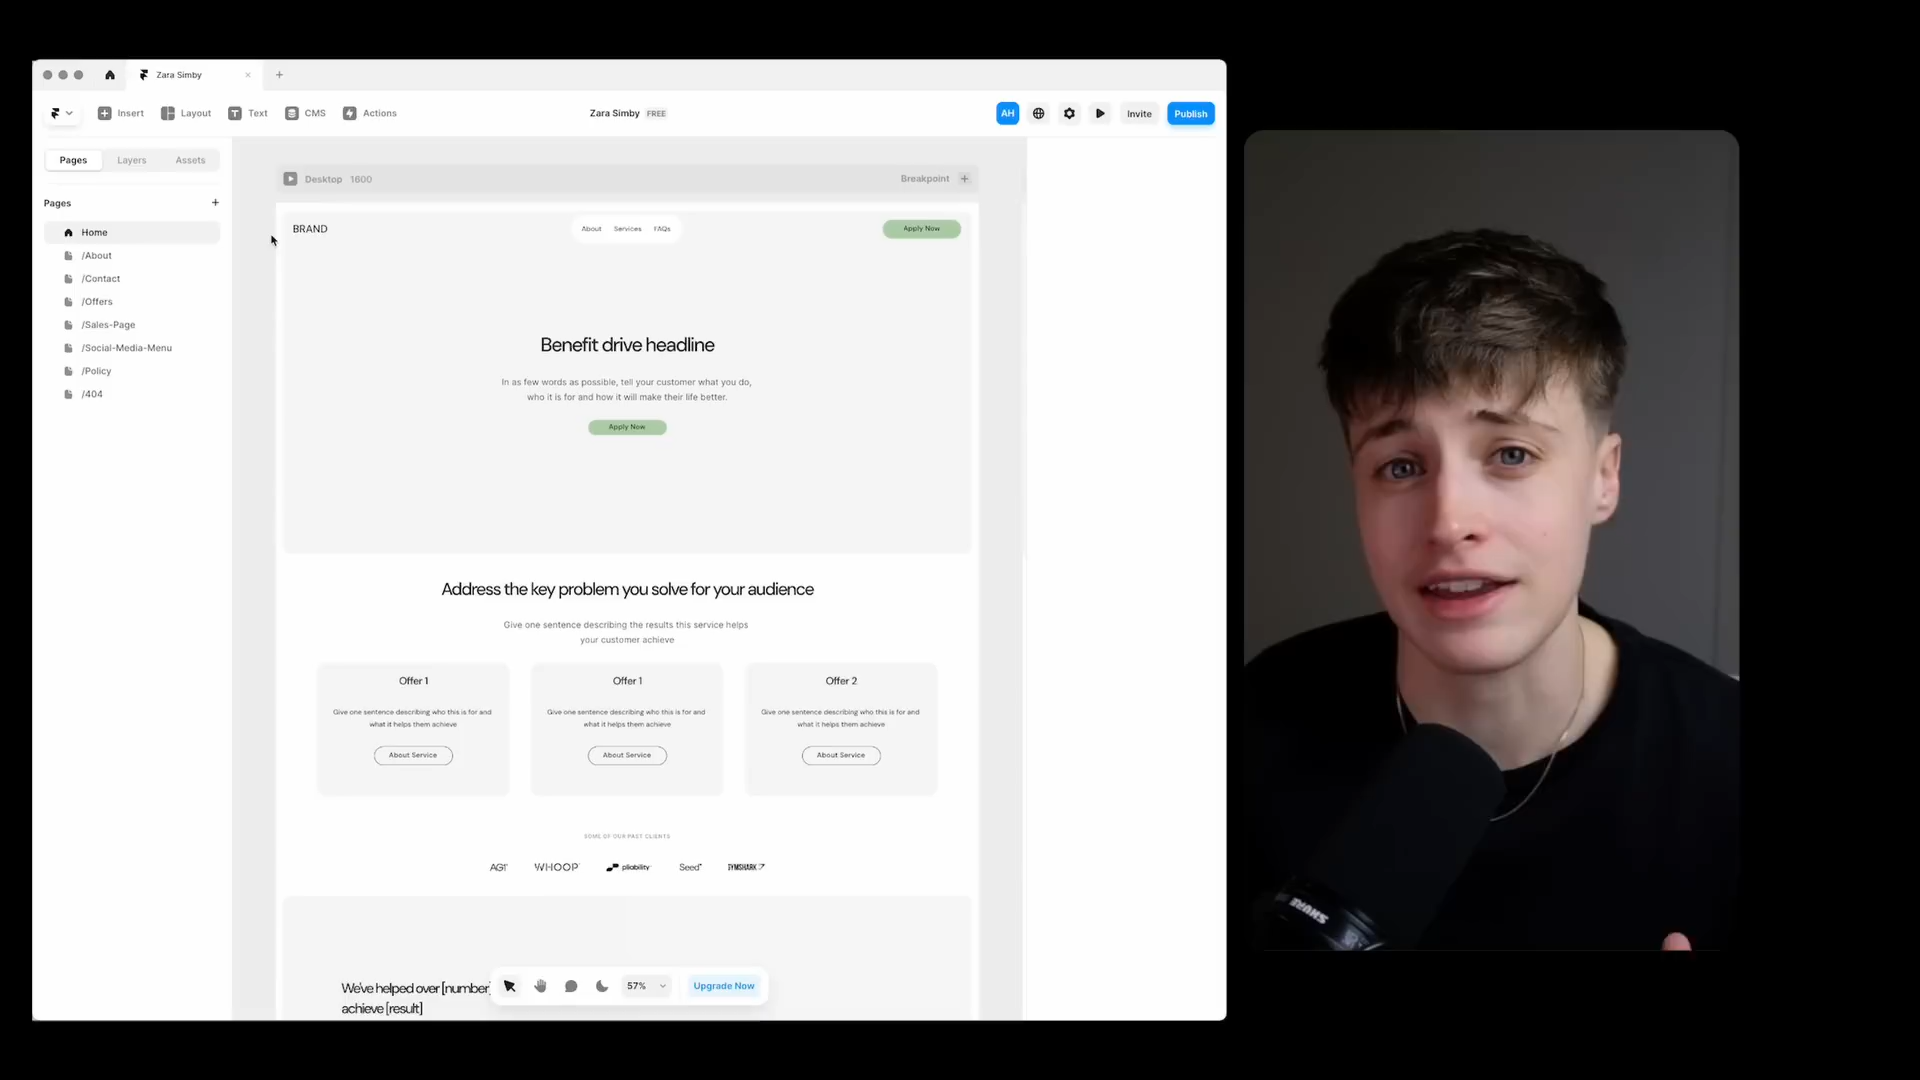 Zara Simby
Insert
Layout
Text
CMS
Actions
Zara Simby FREE
AH
Invite
Publish
Pages
Layers
Assets
Pages
Home
/About
/Contact
/Offers
/Sales-Page
/Social-Media-Menu
/Policy
/404
Desktop 1600
Breakpoint
BRAND
About
Services
FAQs
Apply Now
Benefit drive headline
In as few words as possible, tell your customer what you do,
who it is for and how it will make their life better.
Apply Now
Address the key problem you solve for your audience
Give one sentence describing the results this service helps
your customer achieve
Offer 1
Give one sentence describing who this is for and
what it helps them achieve
About Service
Offer 1
Give one sentence describing who this is for and
what it helps them achieve
About Service
Offer 2
Give one sentence describing who this is for and
what it helps them achieve
About Service
SOME OF OUR PAST CLIENTS
AG1
WHOOP
pliability
Seed
GYMSHARK
We've helped over [number]
achieve [result]
57%
Upgrade Now
SHURE